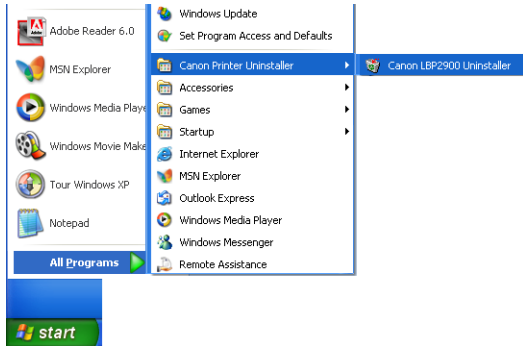 Adobe Reader 6.0
MSN Explorer
Windows Media Playe
Windows Movie Make
Tour Windows XP
Notepad
All Programs
start
Windows Update
Set Program Access and Defaults
Canon Printer Uninstaller
Accessories
Games
Startup
Internet Explorer
MSN Explorer
Outlook Express
Windows Media Player
Windows Messenger
Remote Assistance
Canon LBP2900 Uninstaller